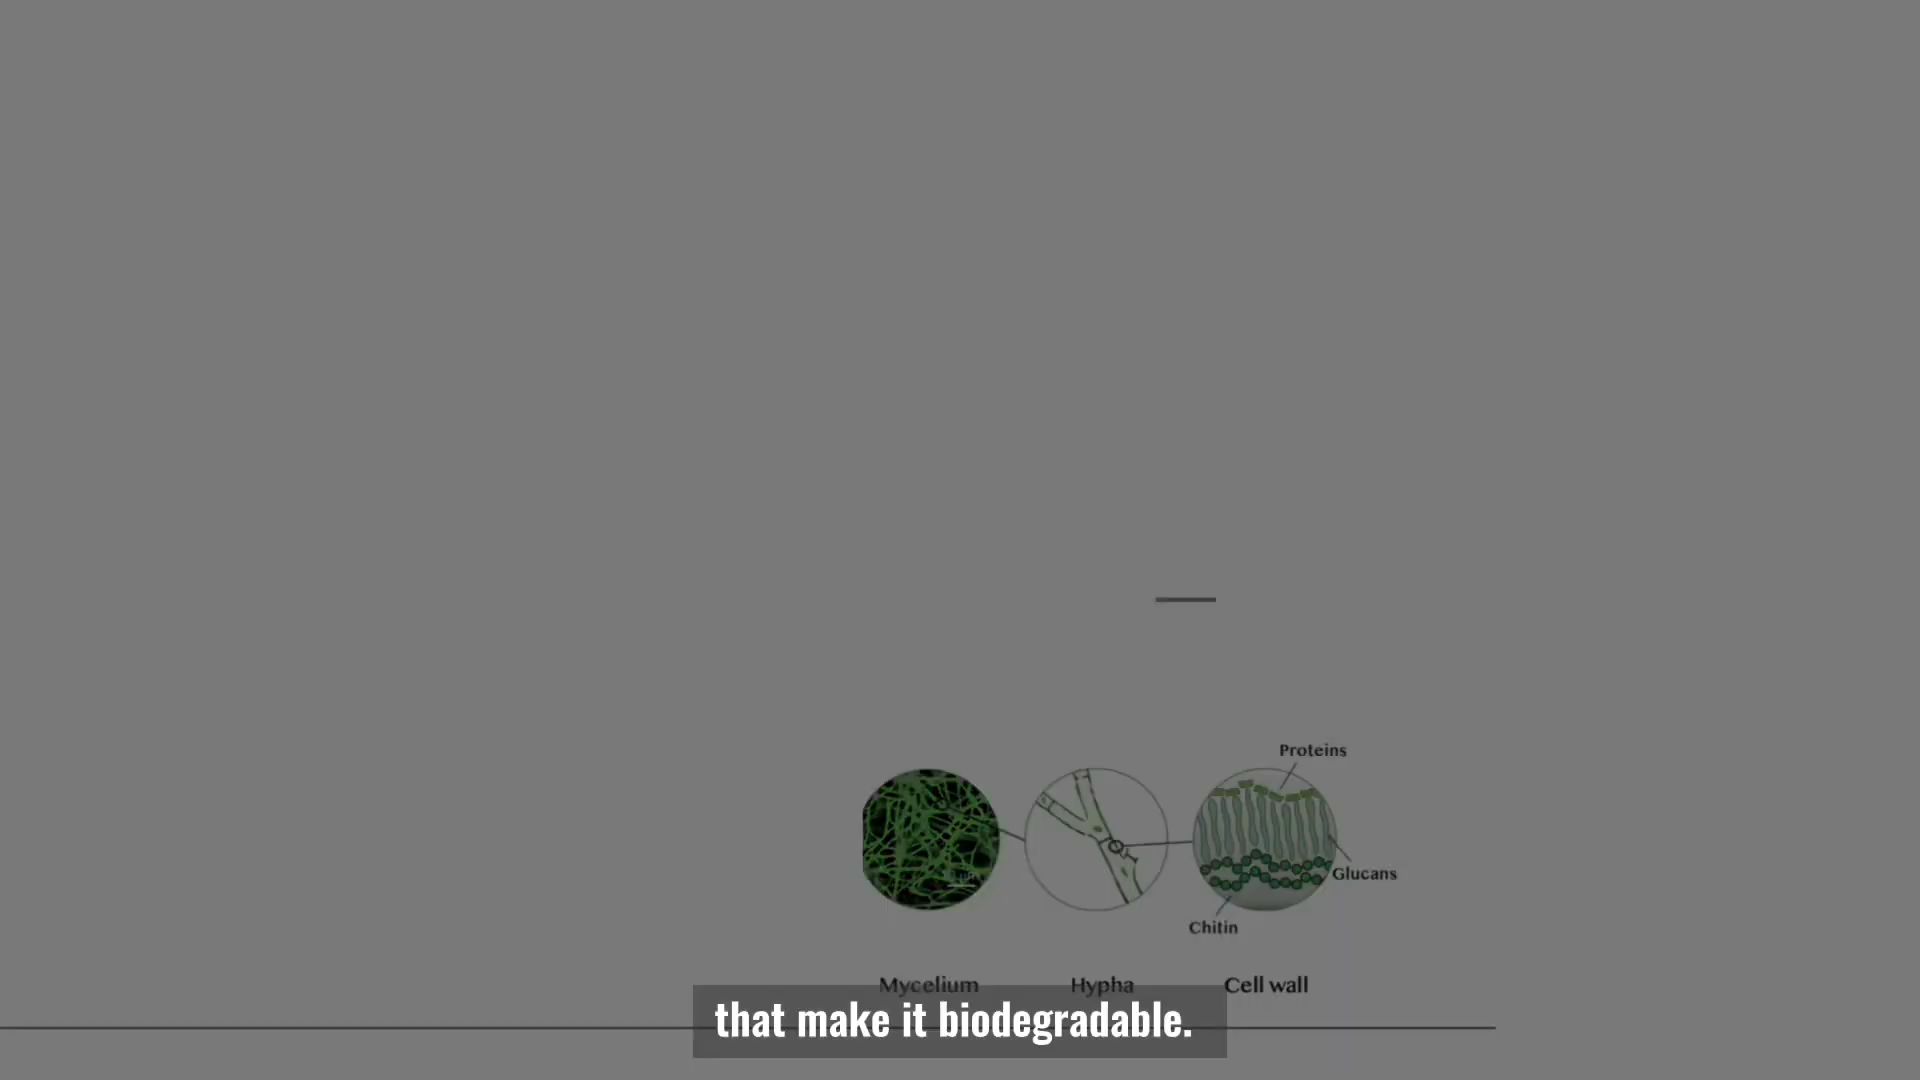 Proteins
Glucans
Chitin
Mycelium
Hypha
Cell wall
that make it biodegradable.